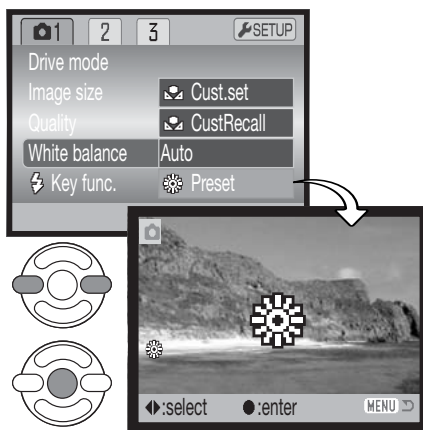 1 2 3 SETUP
Drive mode
Image size Cust.set
Quality CustRecall
White balance Auto
Key func. Preset
:select :enter MENU